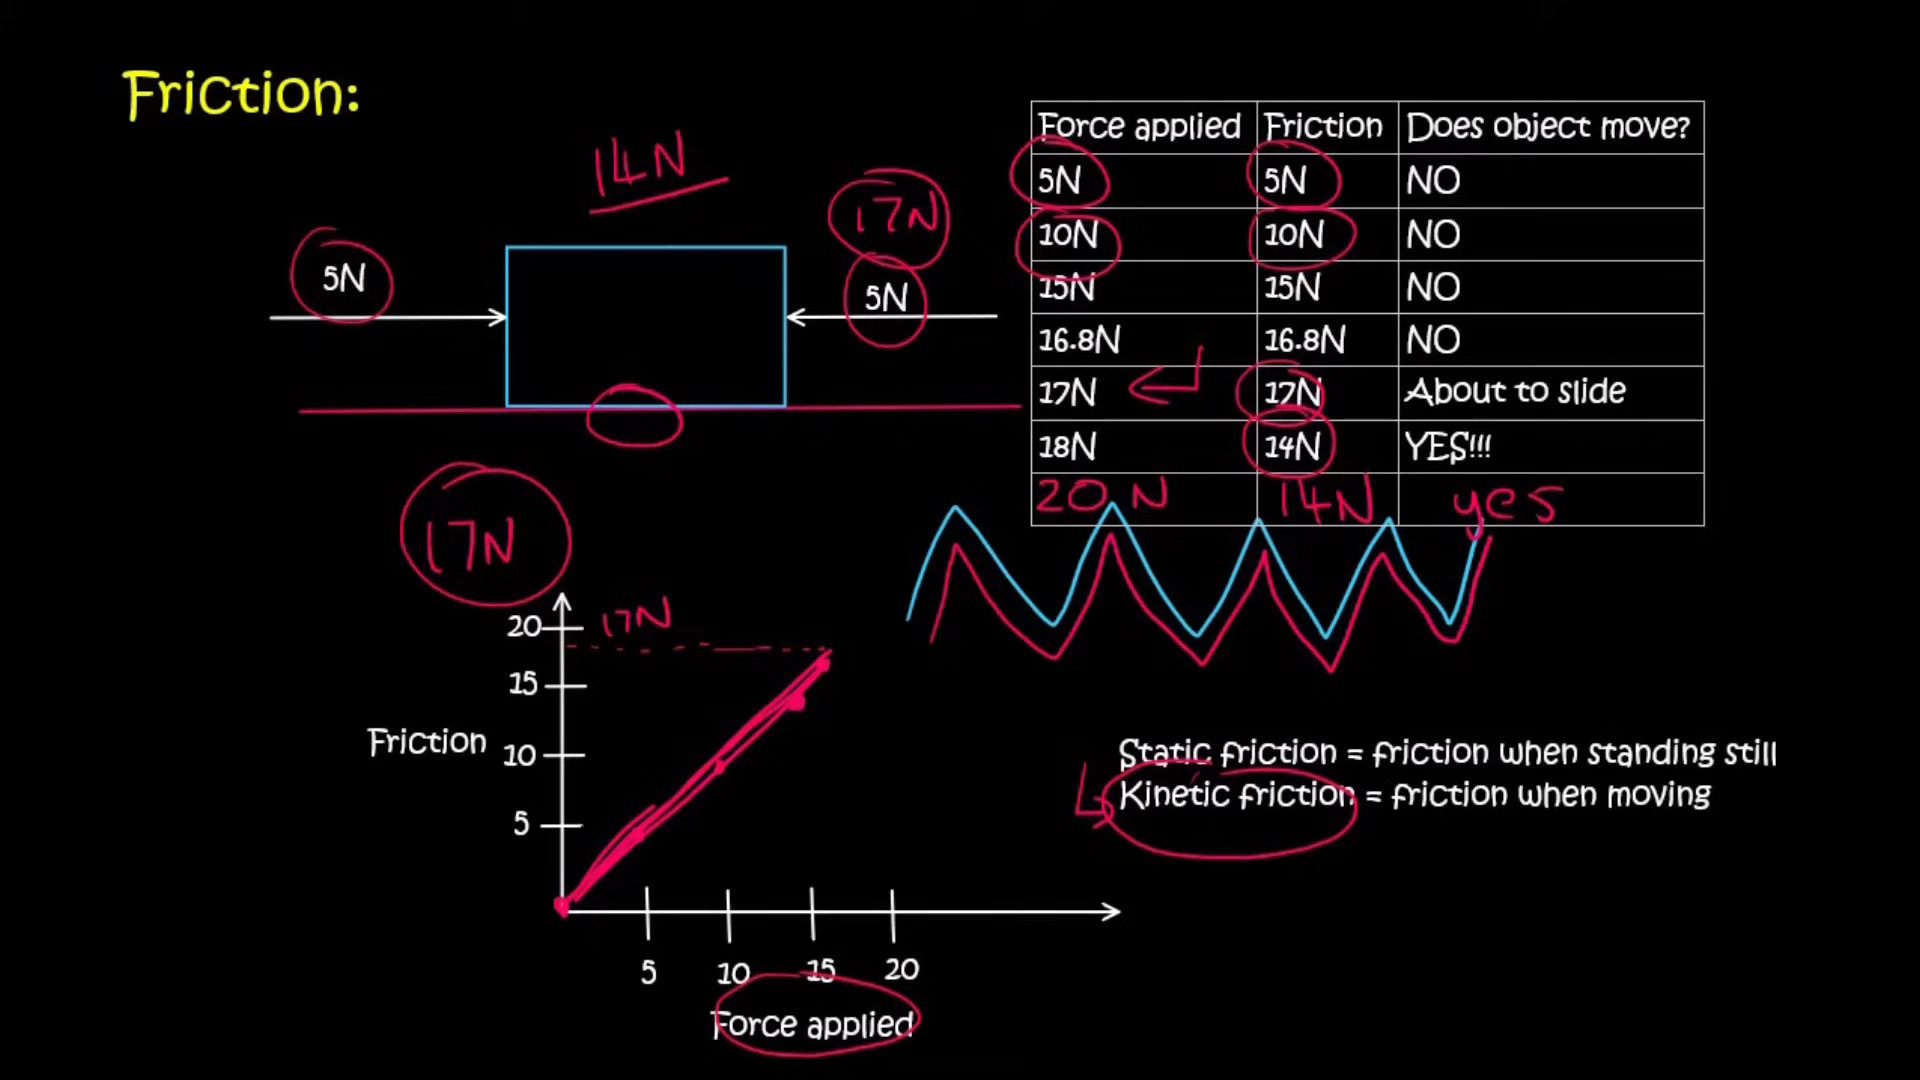 Friction:
14N
17N
5N
5N
Force applied Friction Does object move?
5N 5N NO
10N 10N NO
15N 15N NO
16.8N 16.8N NO
17N 17N About to slide
18N 14N YES!!!
20N 14N yes
17N
17N
20
15
Friction
10
5
5 10 15 20
Force applied
Static friction = friction when standing still
Kinetic friction = friction when moving